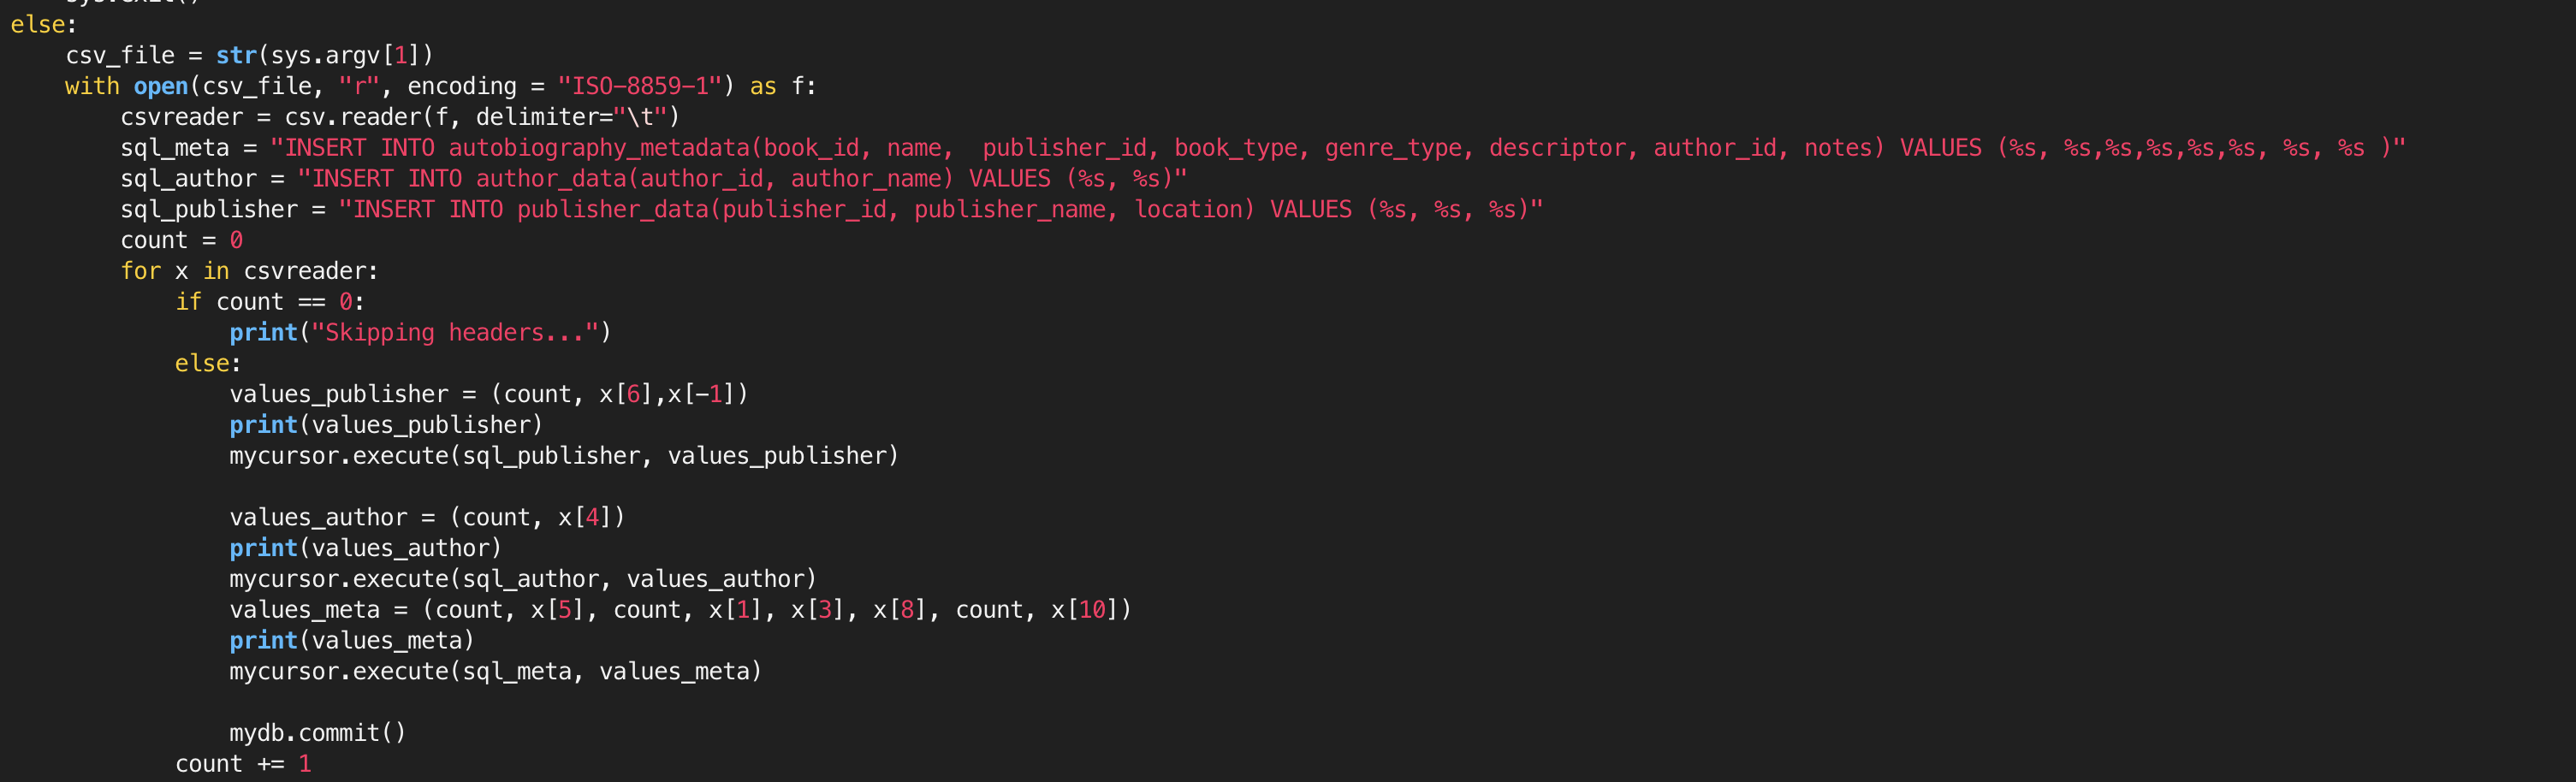 sys.exit()
else:
    csv_file = str(sys.argv[1])
    with open(csv_file, "r", encoding = "ISO-8859-1") as f:
        csvreader = csv.reader(f, delimiter="\t")
        sql_meta = "INSERT INTO autobiography_metadata(book_id, name,  publisher_id, book_type, genre_type, descriptor, author_id, notes) VALUES (%s, %s,%s,%s,%s,%s, %s, %s )"
        sql_author = "INSERT INTO author_data(author_id, author_name) VALUES (%s, %s)"
        sql_publisher = "INSERT INTO publisher_data(publisher_id, publisher_name, location) VALUES (%s, %s, %s)"
        count = 0
        for x in csvreader:
            if count == 0:
                print("Skipping headers...")
            else:
                values_publisher = (count, x[6],x[-1])
                print(values_publisher)
                mycursor.execute(sql_publisher, values_publisher)
                values_author = (count, x[4])
                print(values_author)
                mycursor.execute(sql_author, values_author)
                values_meta = (count, x[5], count, x[1], x[3], x[8], count, x[10])
                print(values_meta)
                mycursor.execute(sql_meta, values_meta)
                mydb.commit()
            count += 1